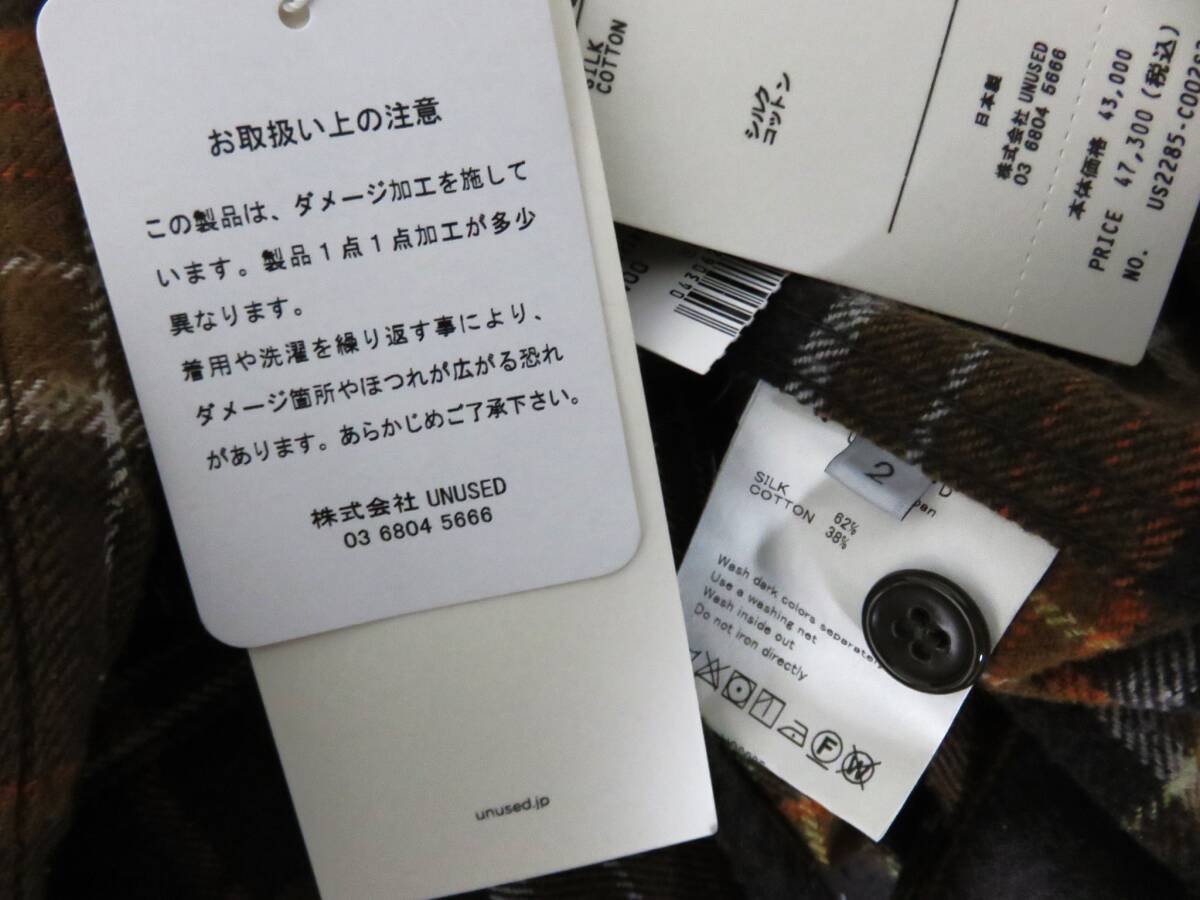 お取扱い上の注意
この製品は、ダメージ加工を施して
います。製品1点1点加工が多少
異なります。
着用や洗濯を繰り返す事により、
ダメージ箇所やほつれが広がる恐れ
があります。あらかじめご了承下さい。
株式会社 UNUSED
03 6804 5666
unused.jp
SILK
COTTON
シルク
コットン
日本製
株式会社 UNUSED
03 6804 5666
本体価格 43,000
PRICE 47,300(税込)
NO. US2285-C0026
2
SILK 62%
COTTON 38%
Wash dark colors separately
Use a washing net
Wash inside out
Do not iron directly
F
W